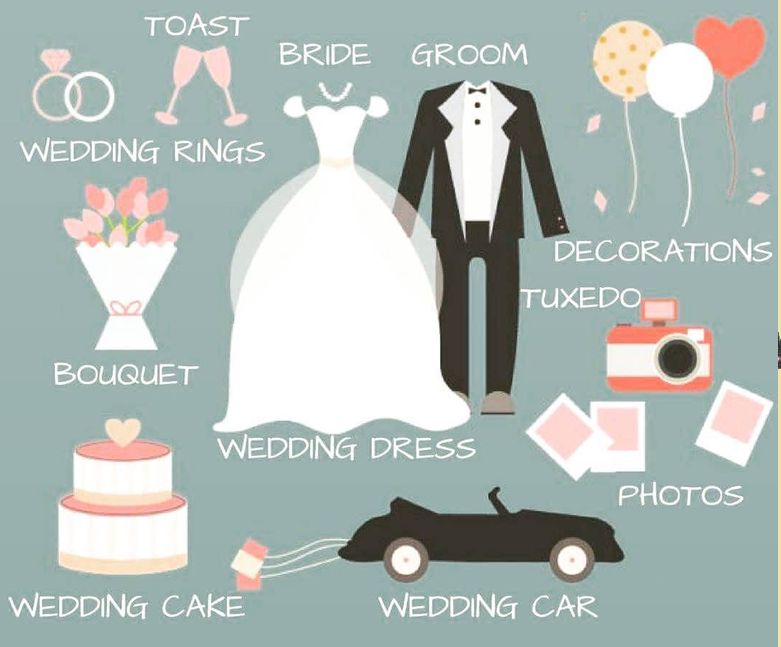 TOAST
BRIDE
GROOM
WEDDING RINGS
DECORATIONS
TUXEDO
BOUQUET
WEDDING DRESS
PHOTOS
WEDDING CAKE
WEDDING CAR